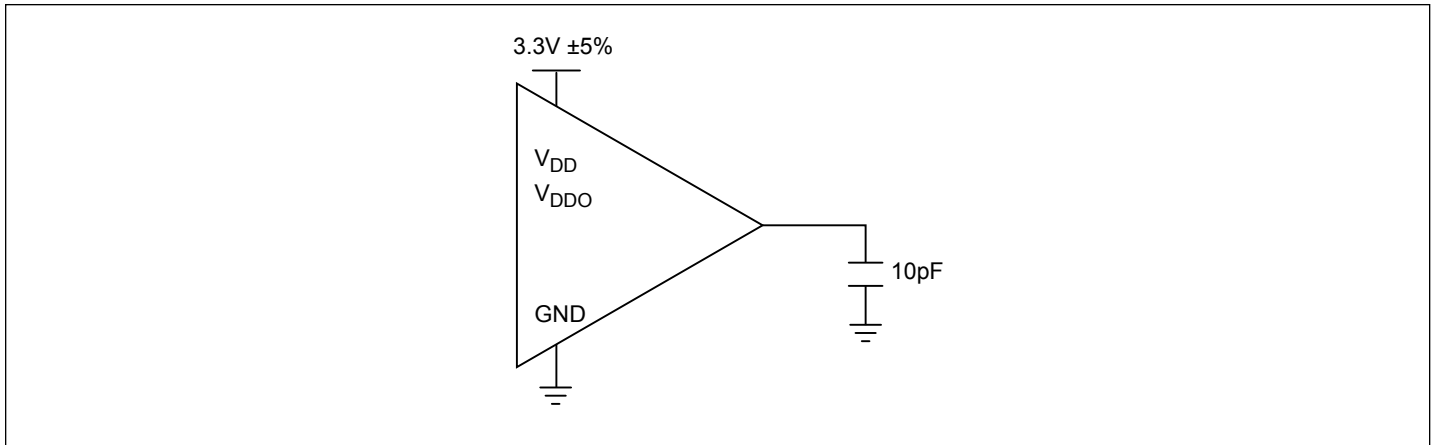 3.3V ±5%
VDD
VDDO
10pF
GND